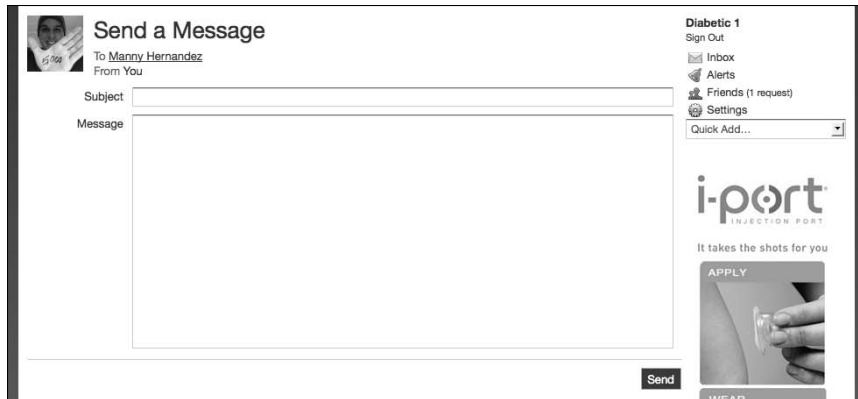 Send a Message
To Manny Hernandez
From You
Subject
Message
Send
Diabetic 1
Sign Out
Inbox
Alerts
Friends (1 request)
Settings
Quick Add...
i-port
INJECTION PORT
It takes the shots for you
APPLY
WEAR